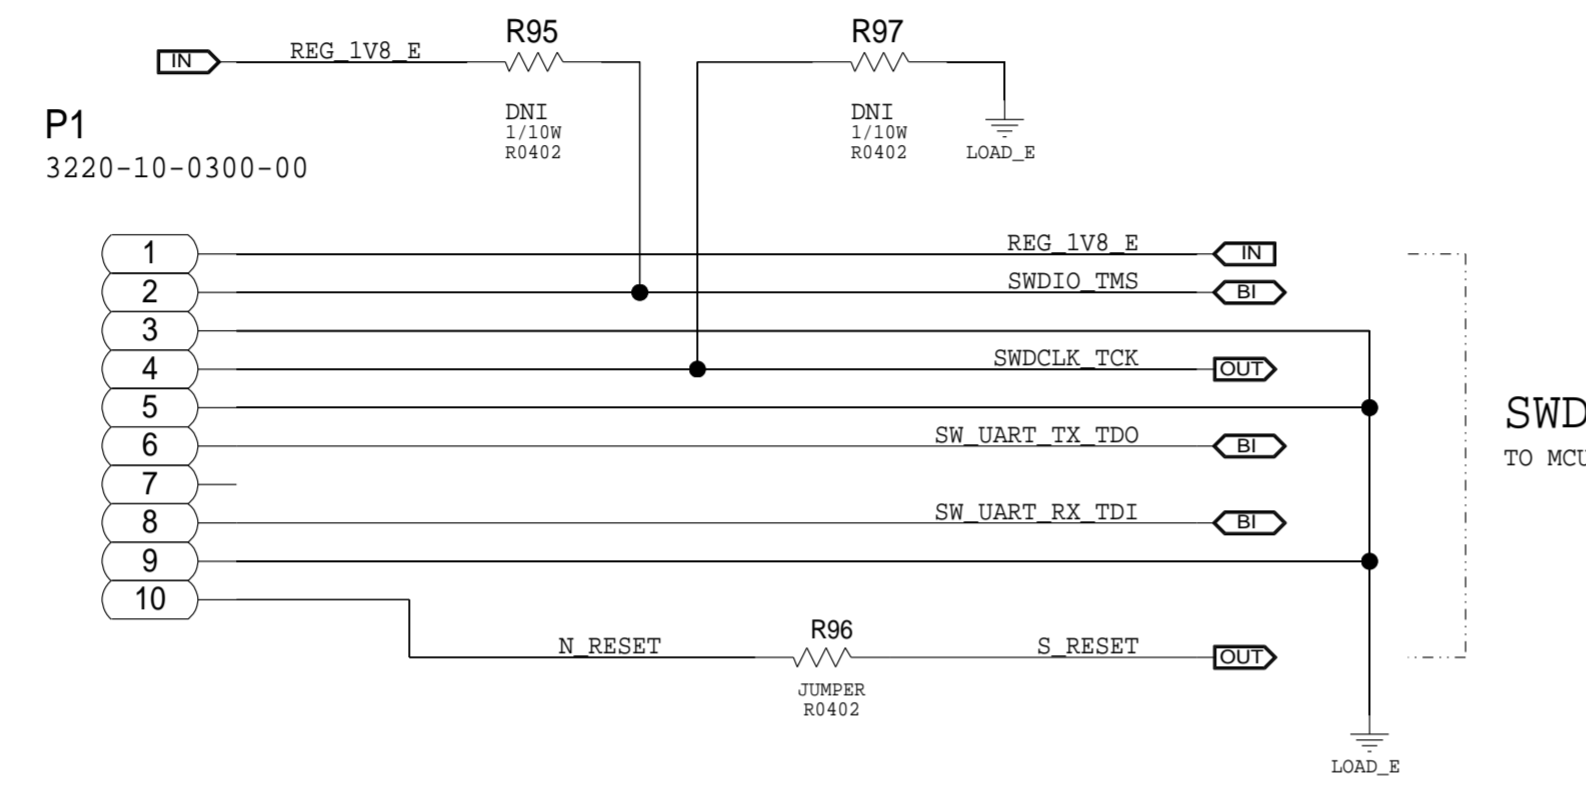 R95
R97
IN
REG_1V8_E
DNI
1/10W
R0402
DNI
1/10W
R0402
LOAD_E
P1
3220-10-0300-00
1
REG_1V8_E
IN
2
SWDIO_TMS
BI
3
4
SWDCLK_TCK
OUT
5
SWD
TO MCU
6
SW_UART_TX_TDO
BI
7
8
SW_UART_RX_TDI
BI
9
10
N_RESET
R96
S_RESET
OUT
JUMPER
R0402
LOAD_E